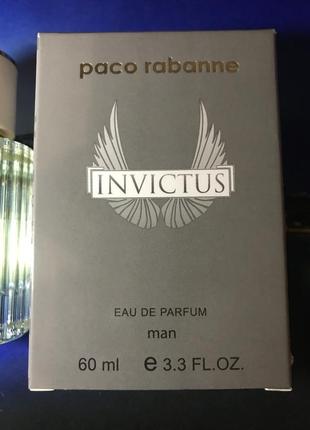 paco rabanne
INVICTUS
EAU DE PARFUM
man
60 ml e 3.3 FL.OZ.